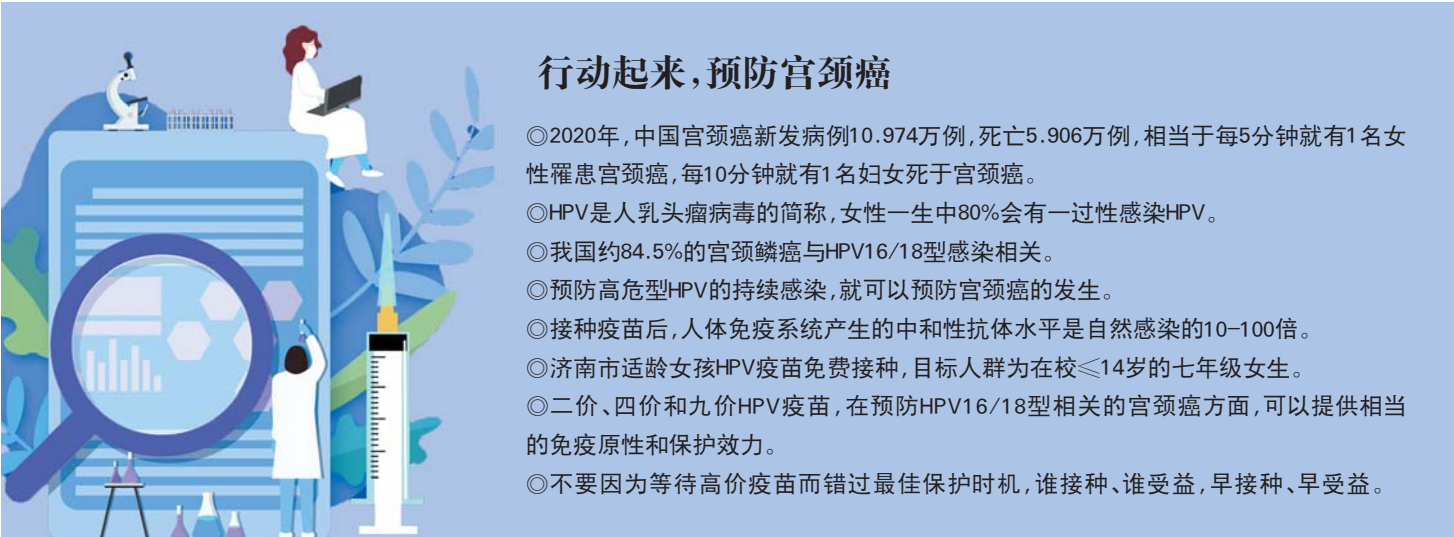 行动起来，预防宫颈癌
◎2020年，中国宫颈癌新发病例10.974万例，死亡5.906万例，相当于每5分钟就有1名女
性罹患宫颈癌，每10分钟就有1名妇女死于宫颈癌。
◎HPV是人乳头瘤病毒的简称，女性一生中80%会有一过性感染HPV。
◎我国约84.5%的宫颈鳞癌与HPV16/18型感染相关。
◎预防高危型HPV的持续感染，就可以预防宫颈癌的发生。
◎接种疫苗后，人体免疫系统产生的中和性抗体水平是自然感染的10-100倍。
◎济南市适龄女孩HPV疫苗免费接种，目标人群为在校≤14岁的七年级女生。
◎二价、四价和九价HPV疫苗，在预防HPV16/18型相关的宫颈癌方面，可以提供相当
的免疫原性和保护效力。
◎不要因为等待高价疫苗而错过最佳保护时机，谁接种、谁受益，早接种、早受益。